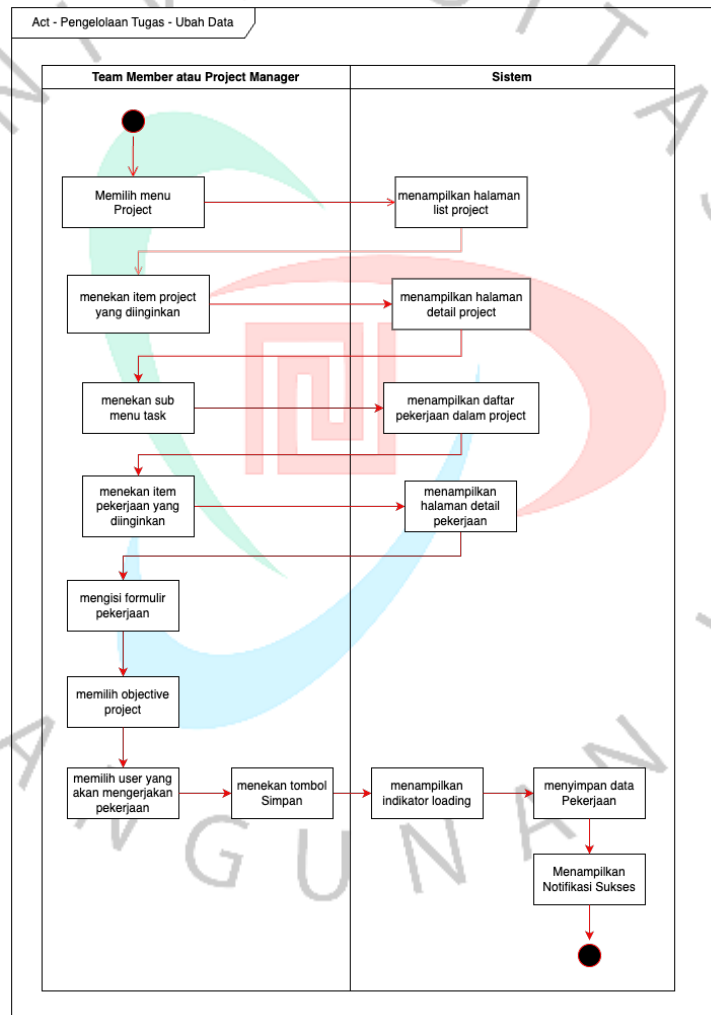 Act - Pengelolaan Tugas - Ubah Data
Team Member atau Project Manager
Sistem
Memilih menu
Project
menampilkan halaman
list project
menekan item project
yang diinginkan
menampilkan halaman
detail project
menekan sub
menu task
menampilkan daftar
pekerjaan dalam project
menekan item
pekerjaan yang
diinginkan
menampilkan
halaman detail
pekerjaan
mengisi formulir
pekerjaan
memilih objective
project
memilih user yang
akan mengerjakan
pekerjaan
menekan tombol
Simpan
menampilkan
indikator loading
menyimpan data
Pekerjaan
Menampilkan
Notifikasi Sukses